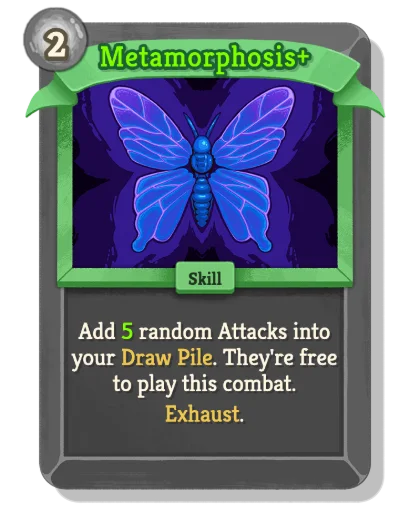 2
Metamorphosis+
Skill
Add 5 random Attacks into
your Draw Pile. They're free
to play this combat.
Exhaust.